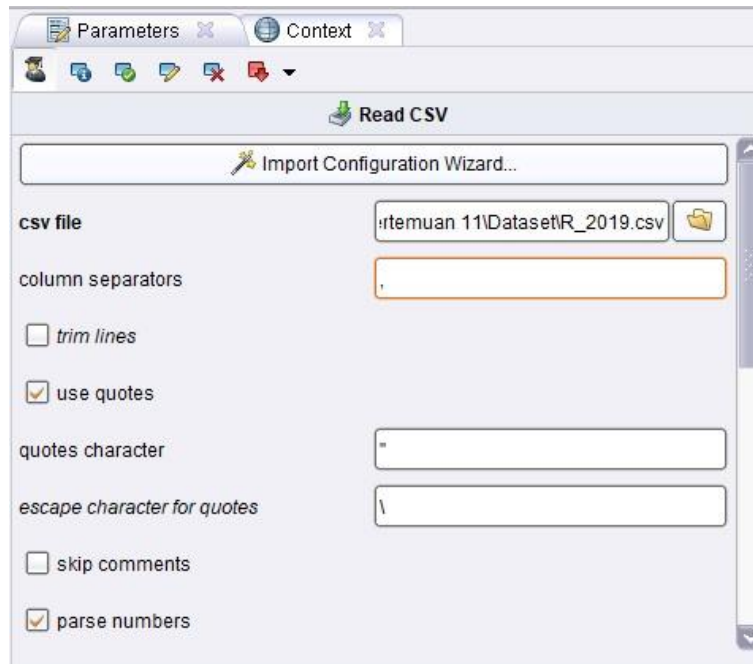 Parameters Context
Read CSV
Import Configuration Wizard...
csv file rtemuan 11\Dataset\R_2019.csv
column separators ,
trim lines
use quotes
quotes character "
escape character for quotes \
skip comments
parse numbers